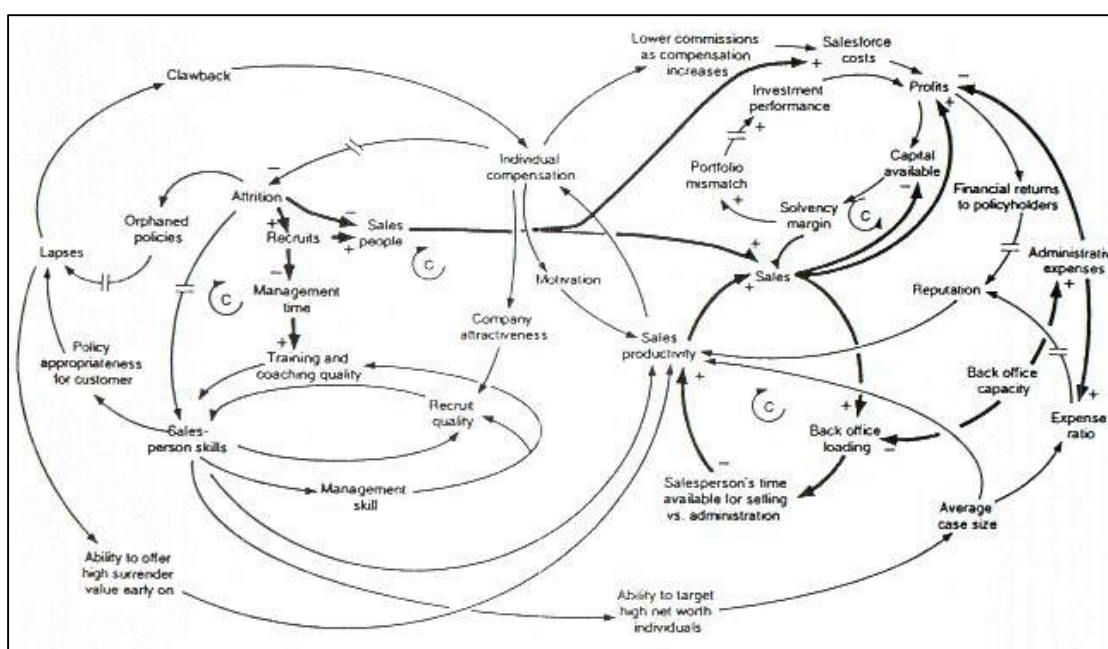 Lower commissions
as compensation
increases
Salesforce
costs
Clawback
Investment
performance
Profits
Individual
compensation
Portfolio
mismatch
Capital
available
Attrition
Financial returns
to policyholders
Orphaned
policies
Solvency
margin
C
Sales
people
Recruits
Lapses
C
Administrative
expenses
Sales
Motivation
Reputation
C
Management
time
Company
attractiveness
Sales
productivity
Policy
appropriateness
for customer
Training and
coaching quality
Back office
capacity
Recruit
quality
C
Expense
ratio
Sales-
person skills
Back office
loading
Management
skill
Salesperson's time
available for selling
vs. administration
Average
case size
Ability to offer
high surrender
value early on
Ability to target
high net worth
individuals